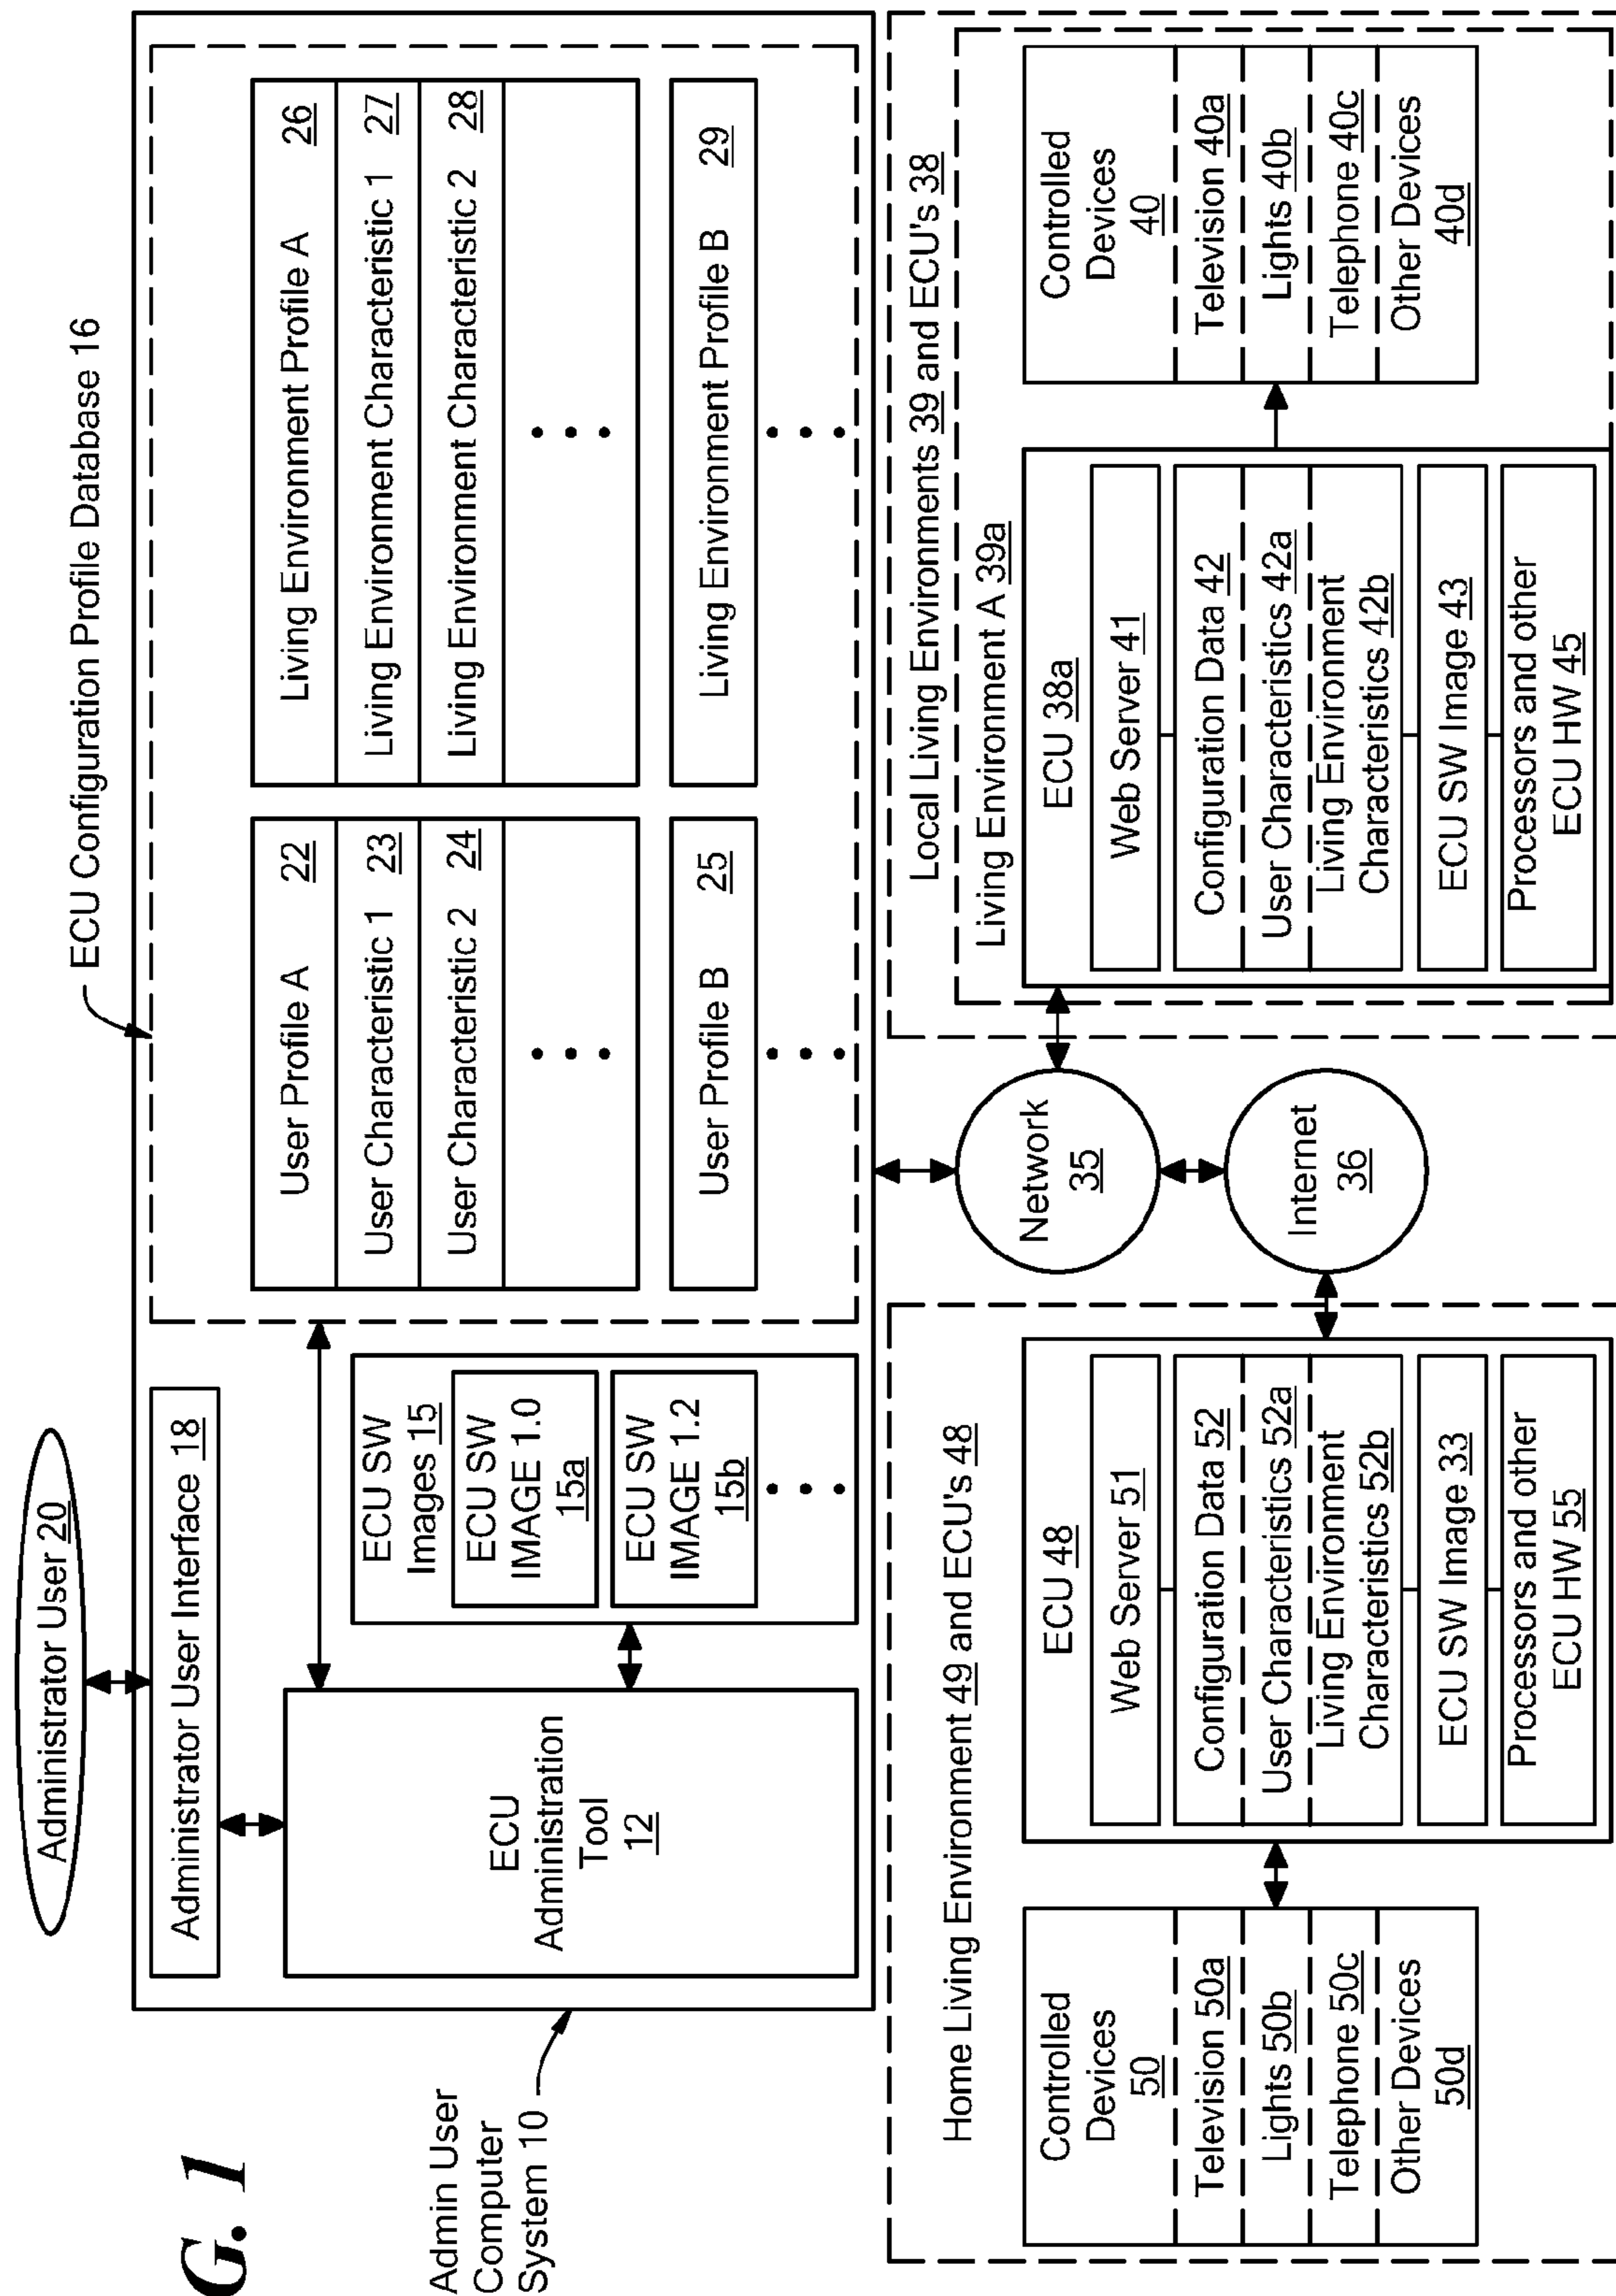 G. 1
Administrator User 20
Admin User
Computer
System 10
Administrator User Interface 18
ECU
Administration
Tool
12
ECU SW
Images 15
ECU SW
IMAGE 1.0
15a
ECU SW
IMAGE 1.2
15b
ECU Configuration Profile Database 16
User Profile A 22
User Characteristic 1 23
User Characteristic 2 24
User Profile B 25
Living Environment Profile A 26
Living Environment Characteristic 1 27
Living Environment Characteristic 2 28
Living Environment Profile B 29
Home Living Environment 49 and ECU's 48
Controlled
Devices
50
Television 50a
Lights 50b
Telephone 50c
Other Devices
50d
ECU 48
Web Server 51
Configuration Data 52
User Characteristics 52a
Living Environment
Characteristics 52b
ECU SW Image 33
Processors and other
ECU HW 55
Network
35
Internet
36
Local Living Environments 39 and ECU's 38
Living Environment A 39a
ECU 38a
Web Server 41
Configuration Data 42
User Characteristics 42a
Living Environment
Characteristics 42b
ECU SW Image 43
Processors and other
ECU HW 45
Controlled
Devices
40
Television 40a
Lights 40b
Telephone 40c
Other Devices
40d